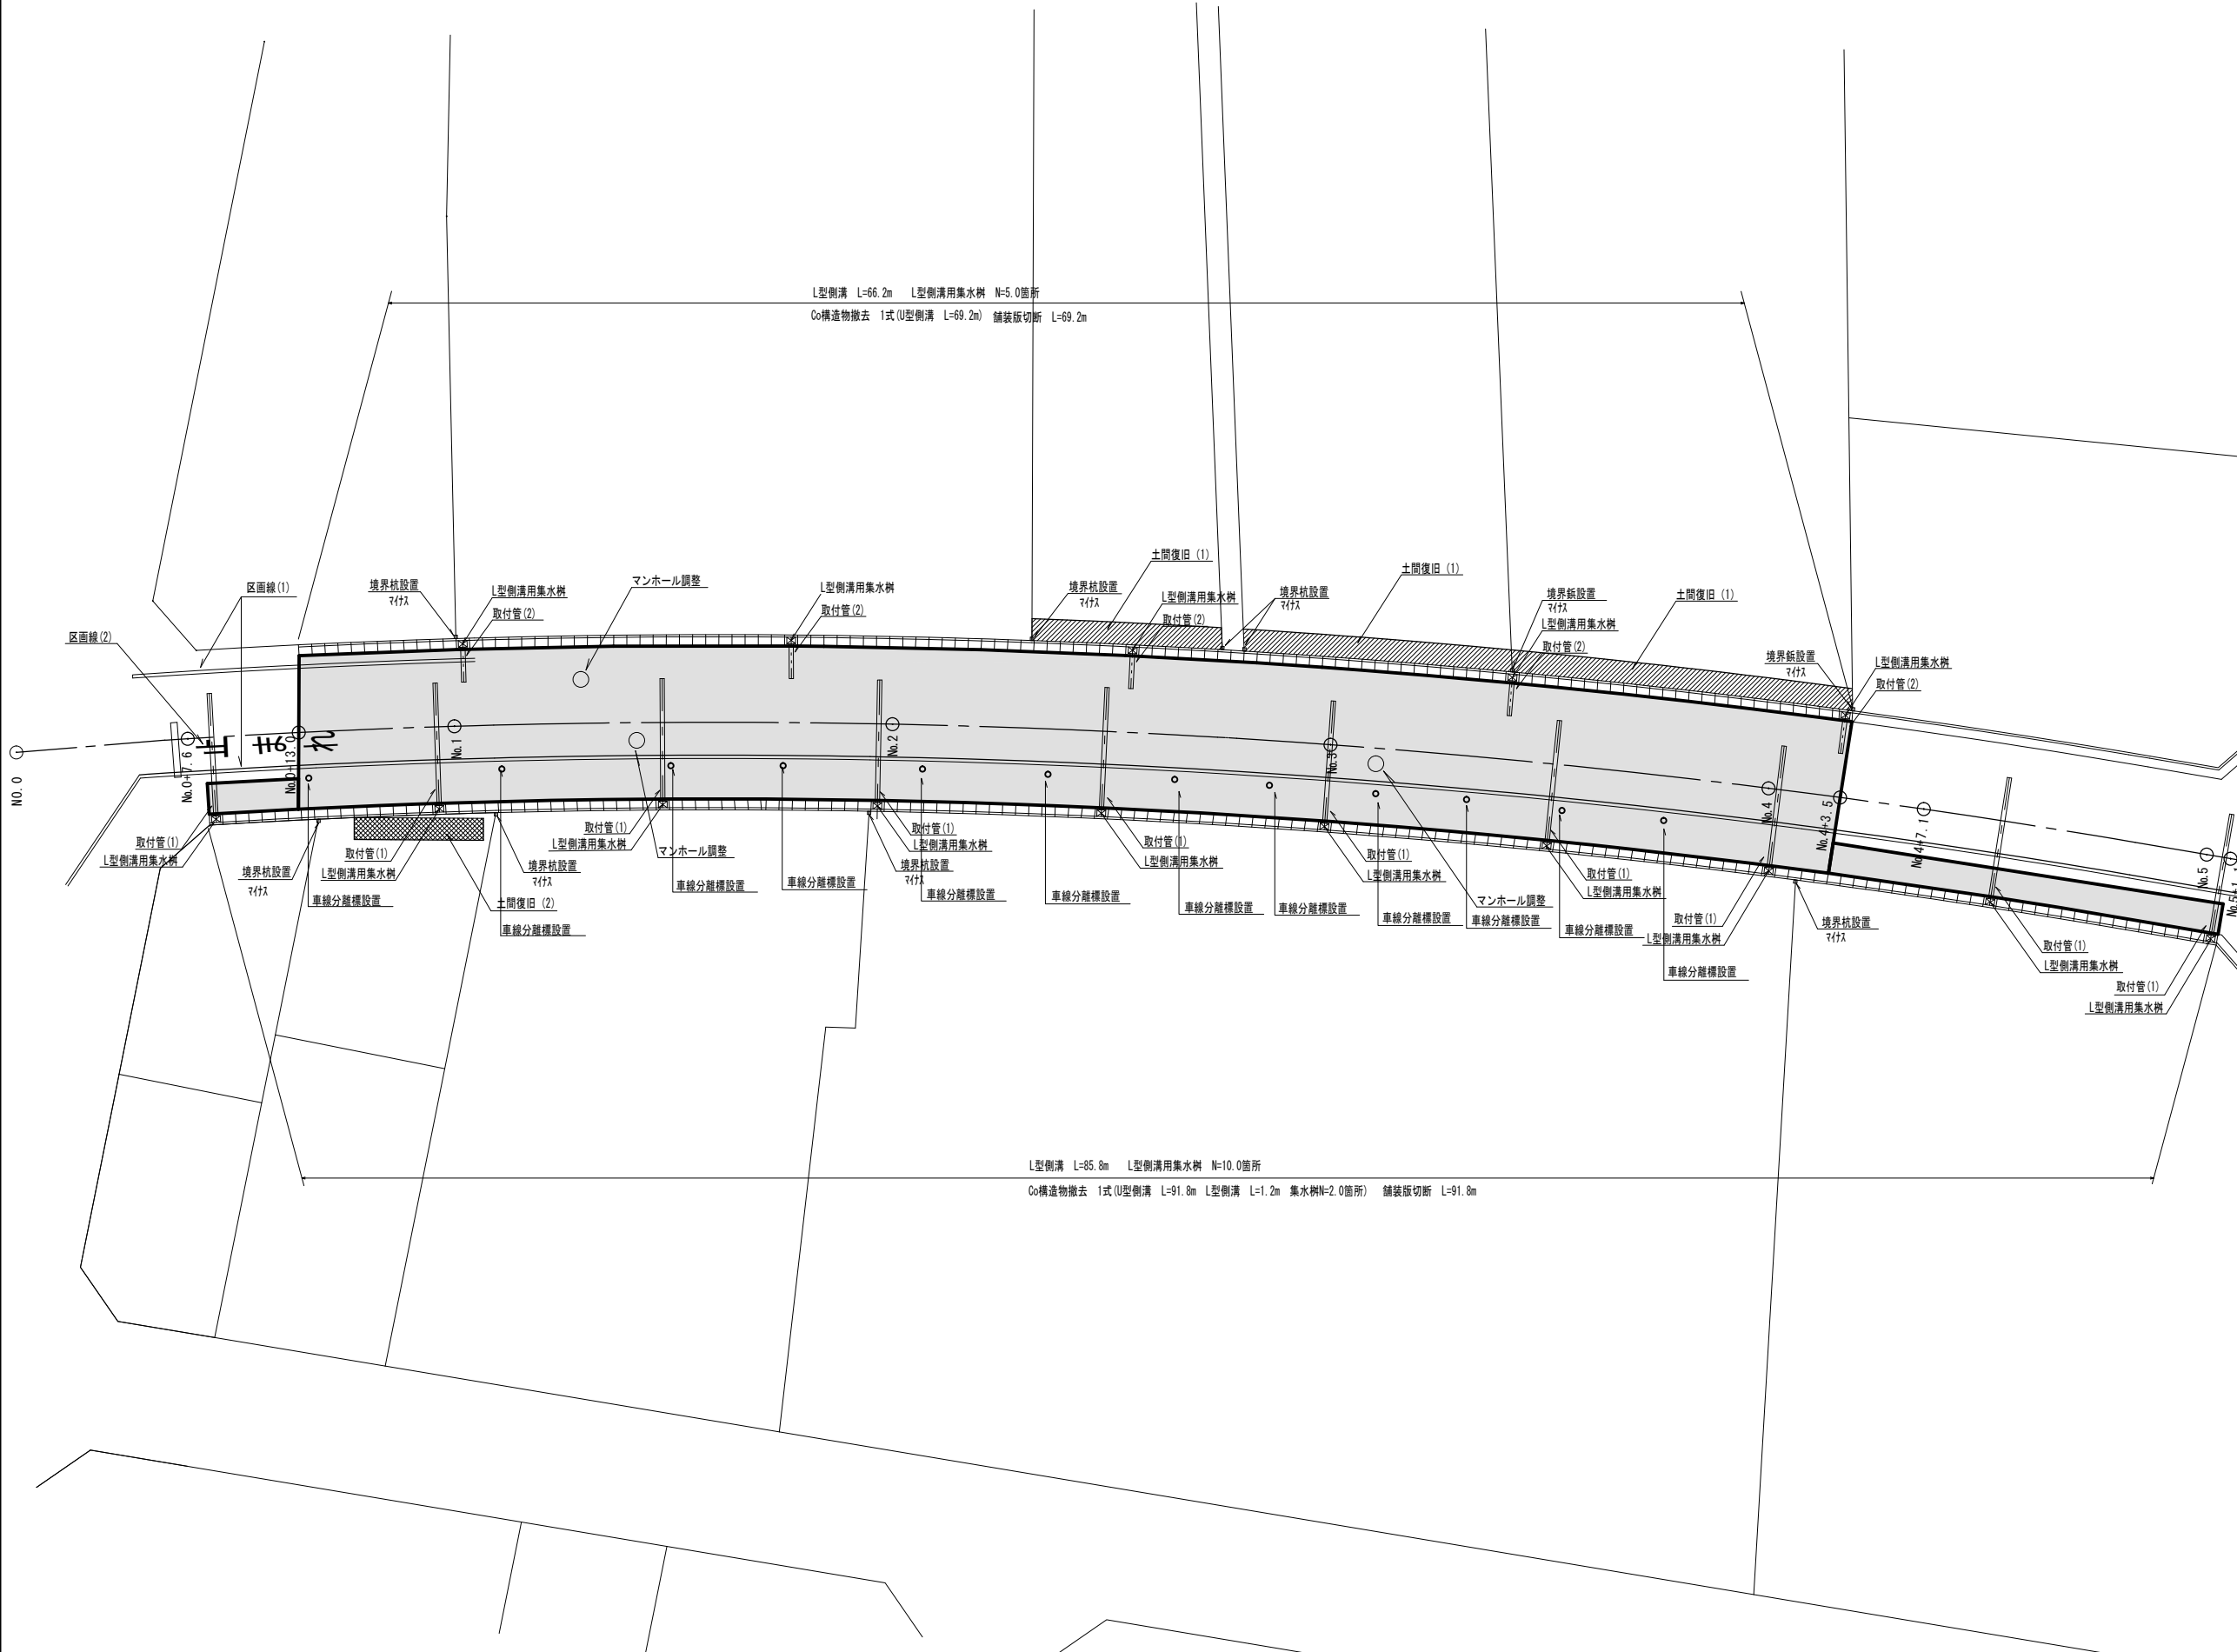 L型側溝　L=66.2m　　L型側溝用集水桝　N=5.0箇所
Co構造物撤去　1式(U型側溝　L=69.2m)　舗装版切断　L=69.2m
土間復旧 (1)
土間復旧 (1)
土間復旧 (1)
区画線(1)
境界杭設置
マイナス
L型側溝用集水桝
取付管(2)
マンホール調整
L型側溝用集水桝
取付管(2)
境界杭設置
マイナス
L型側溝用集水桝
取付管(2)
境界杭設置
マイナス
境界鋲設置
マイナス
L型側溝用集水桝
取付管(2)
境界鋲設置
マイナス
L型側溝用集水桝
取付管(2)
区画線(2)
NO.0
No.0+7.6
No.0+13.0
No.1
No.2
No.3
No.4
No.4+3.5
No.4+7.1
No.5
取付管(1)
L型側溝用集水桝
境界杭設置
マイナス
車線分離標設置
取付管(1)
L型側溝用集水桝
土間復旧 (2)
車線分離標設置
境界杭設置
マイナス
取付管(1)
L型側溝用集水桝
マンホール調整
車線分離標設置
車線分離標設置
取付管(1)
L型側溝用集水桝
境界杭設置
マイナス
車線分離標設置
車線分離標設置
取付管(1)
L型側溝用集水桝
車線分離標設置
車線分離標設置
取付管(1)
L型側溝用集水桝
車線分離標設置
マンホール調整
車線分離標設置
取付管(1)
L型側溝用集水桝
車線分離標設置
取付管(1)
L型側溝用集水桝
車線分離標設置
境界杭設置
マイナス
取付管(1)
L型側溝用集水桝
取付管(1)
L型側溝用集水桝
L型側溝　L=85.8m　　L型側溝用集水桝　N=10.0箇所
Co構造物撤去　1式(U型側溝　L=91.8m　L型側溝　L=1.2m　集水桝N=2.0箇所)　舗装版切断　L=91.8m